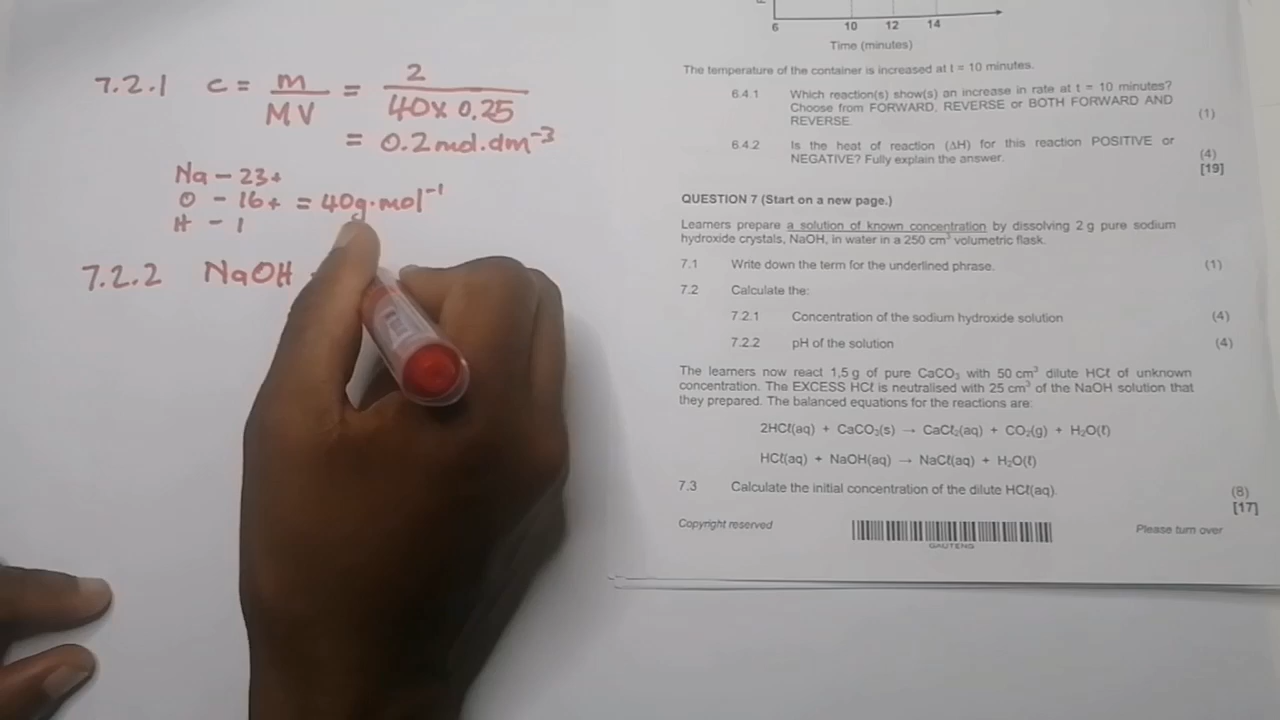 7.2.1 c = m/MV = 2/40 x 0.25
= 0.2 mol.dm⁻³
Na - 23+
O - 16+ = 40g.mol⁻¹
H - 1
7.2.2 NaOH
6 10 12 14
Time (minutes)
The temperature of the container is increased at t = 10 minutes.
6.4.1 Which reaction(s) show(s) an increase in rate at t = 10 minutes?
Choose from FORWARD, REVERSE or BOTH FORWARD AND
REVERSE. (1)
6.4.2 Is the heat of reaction (ΔH) for this reaction POSITIVE or
NEGATIVE? Fully explain the answer. (4)
[19]
QUESTION 7 (Start on a new page.)
Learners prepare a solution of known concentration by dissolving 2 g pure sodium
hydroxide crystals, NaOH, in water in a 250 cm³ volumetric flask.
7.1 Write down the term for the underlined phrase. (1)
7.2 Calculate the:
7.2.1 Concentration of the sodium hydroxide solution (4)
7.2.2 pH of the solution (4)
The learners now react 1,5 g of pure CaCO₃ with 50 cm³ dilute HCℓ of unknown
concentration. The EXCESS HCℓ is neutralised with 25 cm³ of the NaOH solution that
they prepared. The balanced equations for the reactions are:
2HCℓ(aq) + CaCO₃(s) → CaCℓ₂(aq) + CO₂(g) + H₂O(ℓ)
HCℓ(aq) + NaOH(aq) → NaCℓ(aq) + H₂O(ℓ)
7.3 Calculate the initial concentration of the dilute HCℓ(aq). (8)
[17]
Copyright reserved Please turn over
GAUTENG